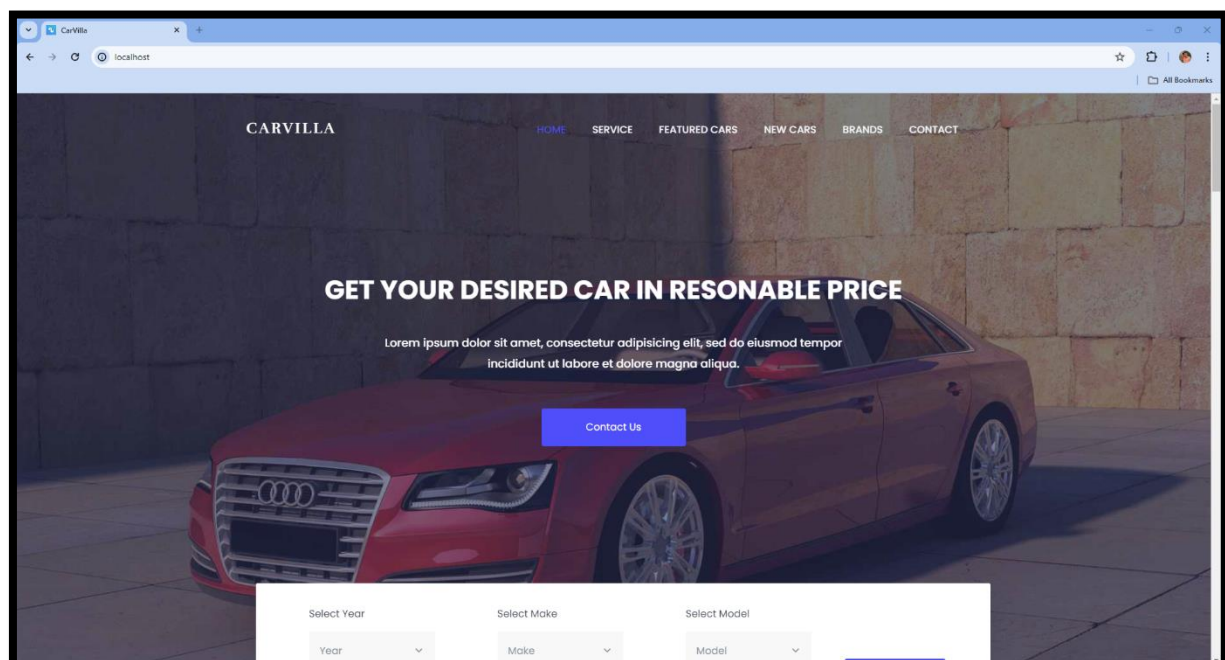 CarVilla
localhost
All Bookmarks
CARVILLA
HOME SERVICE FEATURED CARS NEW CARS BRANDS CONTACT
GET YOUR DESIRED CAR IN RESONABLE PRICE
Lorem ipsum dolor sit amet, consectetur adipisicing elit, sed do eiusmod tempor
incididunt ut labore et dolore magna aliqua.
Contact Us
Select Year Select Make Select Model
Year Make Model